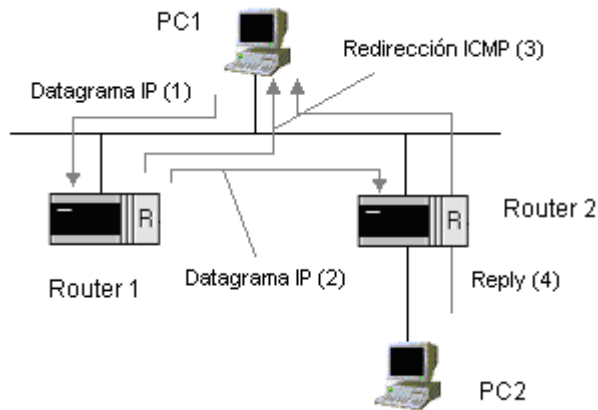 PC1
Redirección ICMP (3)
Datagrama IP (1)
R
R
Router 2
Router 1
Datagrama IP (2)
Reply (4)
PC2